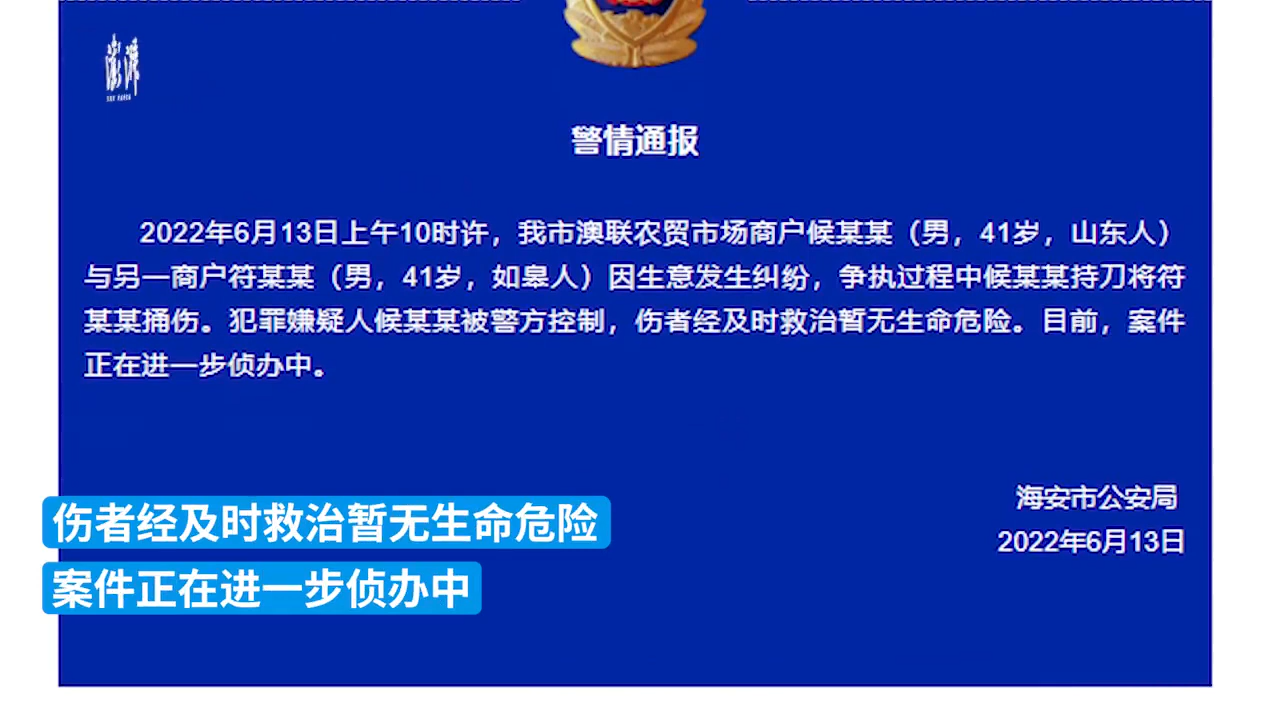 澎湃
THE PAPER
警情通报
2022年6月13日上午10时许，我市澳联农贸市场商户候某某（男，41岁，山东人）
与另一商户符某某（男，41岁，如皋人）因生意发生纠纷，争执过程中候某某持刀将符
某某捅伤。犯罪嫌疑人候某某被警方控制，伤者经及时救治暂无生命危险。目前，案件
正在进一步侦办中。
海安市公安局
2022年6月13日
伤者经及时救治暂无生命危险
案件正在进一步侦办中